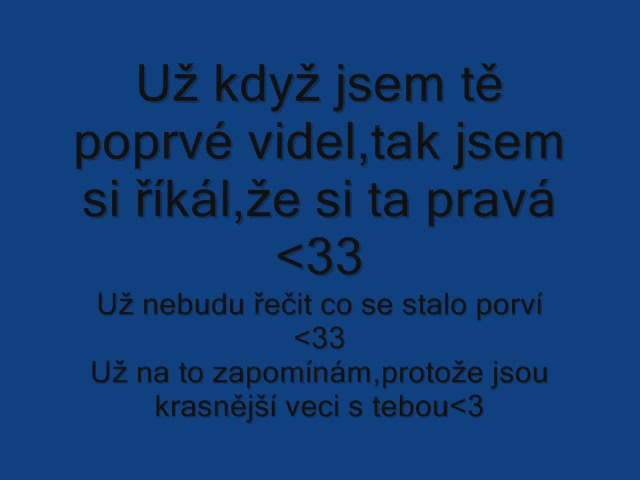 Už když jsem tě
poprvé videl,tak jsem
si říkál,že si ta pravá
<33
Už nebudu řečit co se stalo porví
<33
Už na to zapomínám,protože jsou
krasnější veci s tebou<3